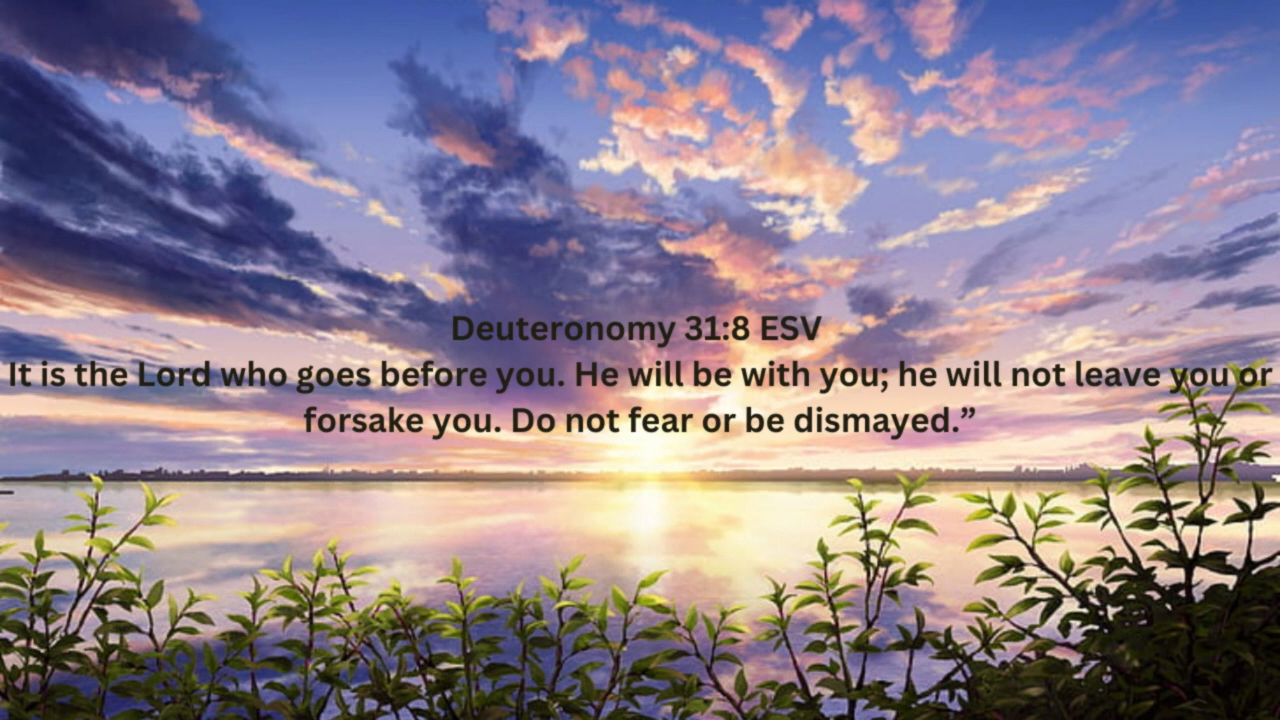 Deuteronomy 31:8 ESV
It is the Lord who goes before you. He will be with you; he will not leave you or
forsake you. Do not fear or be dismayed.”